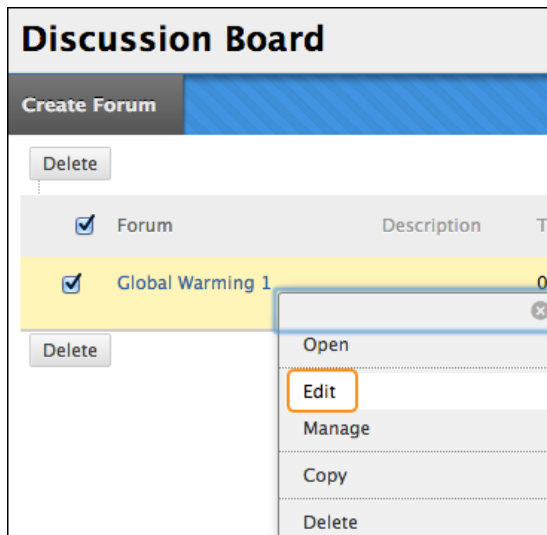 Discussion Board
Create Forum
Delete
Forum Description T
Global Warming 1 0
Delete
Open
Edit
Manage
Copy
Delete